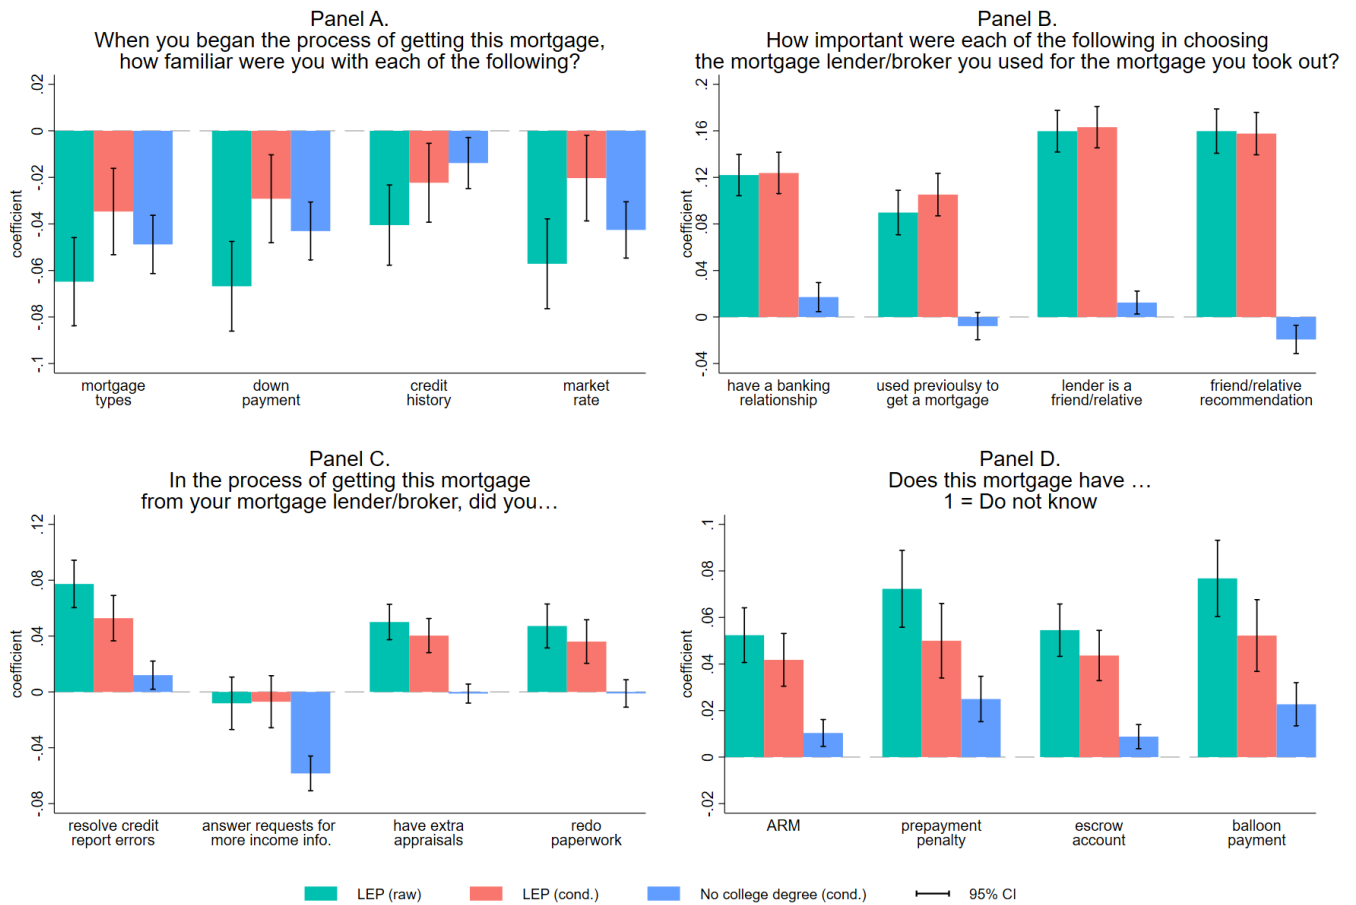 Panel A.
When you began the process of getting this mortgage,
how familiar were you with each of the following?
coefficient
.02
0
-.02
-.04
-.06
-.08
-.1
mortgage
types
down
payment
credit
history
market
rate
Panel B.
How important were each of the following in choosing
the mortgage lender/broker you used for the mortgage you took out?
coefficient
.2
.16
.12
.08
.04
0
-.04
have a banking
relationship
used previoulsy to
get a mortgage
lender is a
friend/relative
friend/relative
recommendation
Panel C.
In the process of getting this mortgage
from your mortgage lender/broker, did you…
coefficient
.12
.08
.04
0
-.04
-.08
resolve credit
report errors
answer requests for
more income info.
have extra
appraisals
redo
paperwork
Panel D.
Does this mortgage have …
1 = Do not know
coefficient
.1
.08
.06
.04
.02
0
-.02
ARM
prepayment
penalty
escrow
account
balloon
payment
LEP (raw)
LEP (cond.)
No college degree (cond.)
95% CI